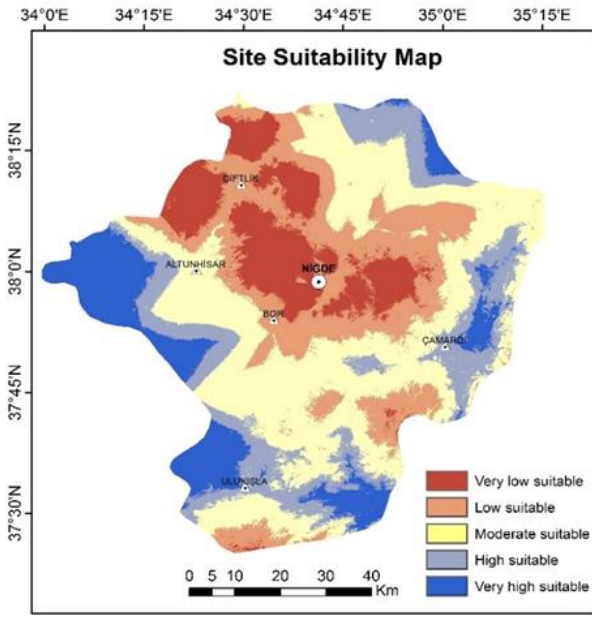 34°0'E 34°15'E 34°30'E 34°45'E 35°0'E 35°15'E
Site Suitability Map
38°15'N
ÇİFTLİK
38°0'N
ALTUNHİSAR
NİGDE
BOR
ÇAMARDI
37°45'N
ULUKIŞLA
37°30'N
Very low suitable
Low suitable
Moderate suitable
High suitable
Very high suitable
0 5 10 20 30 40
Km